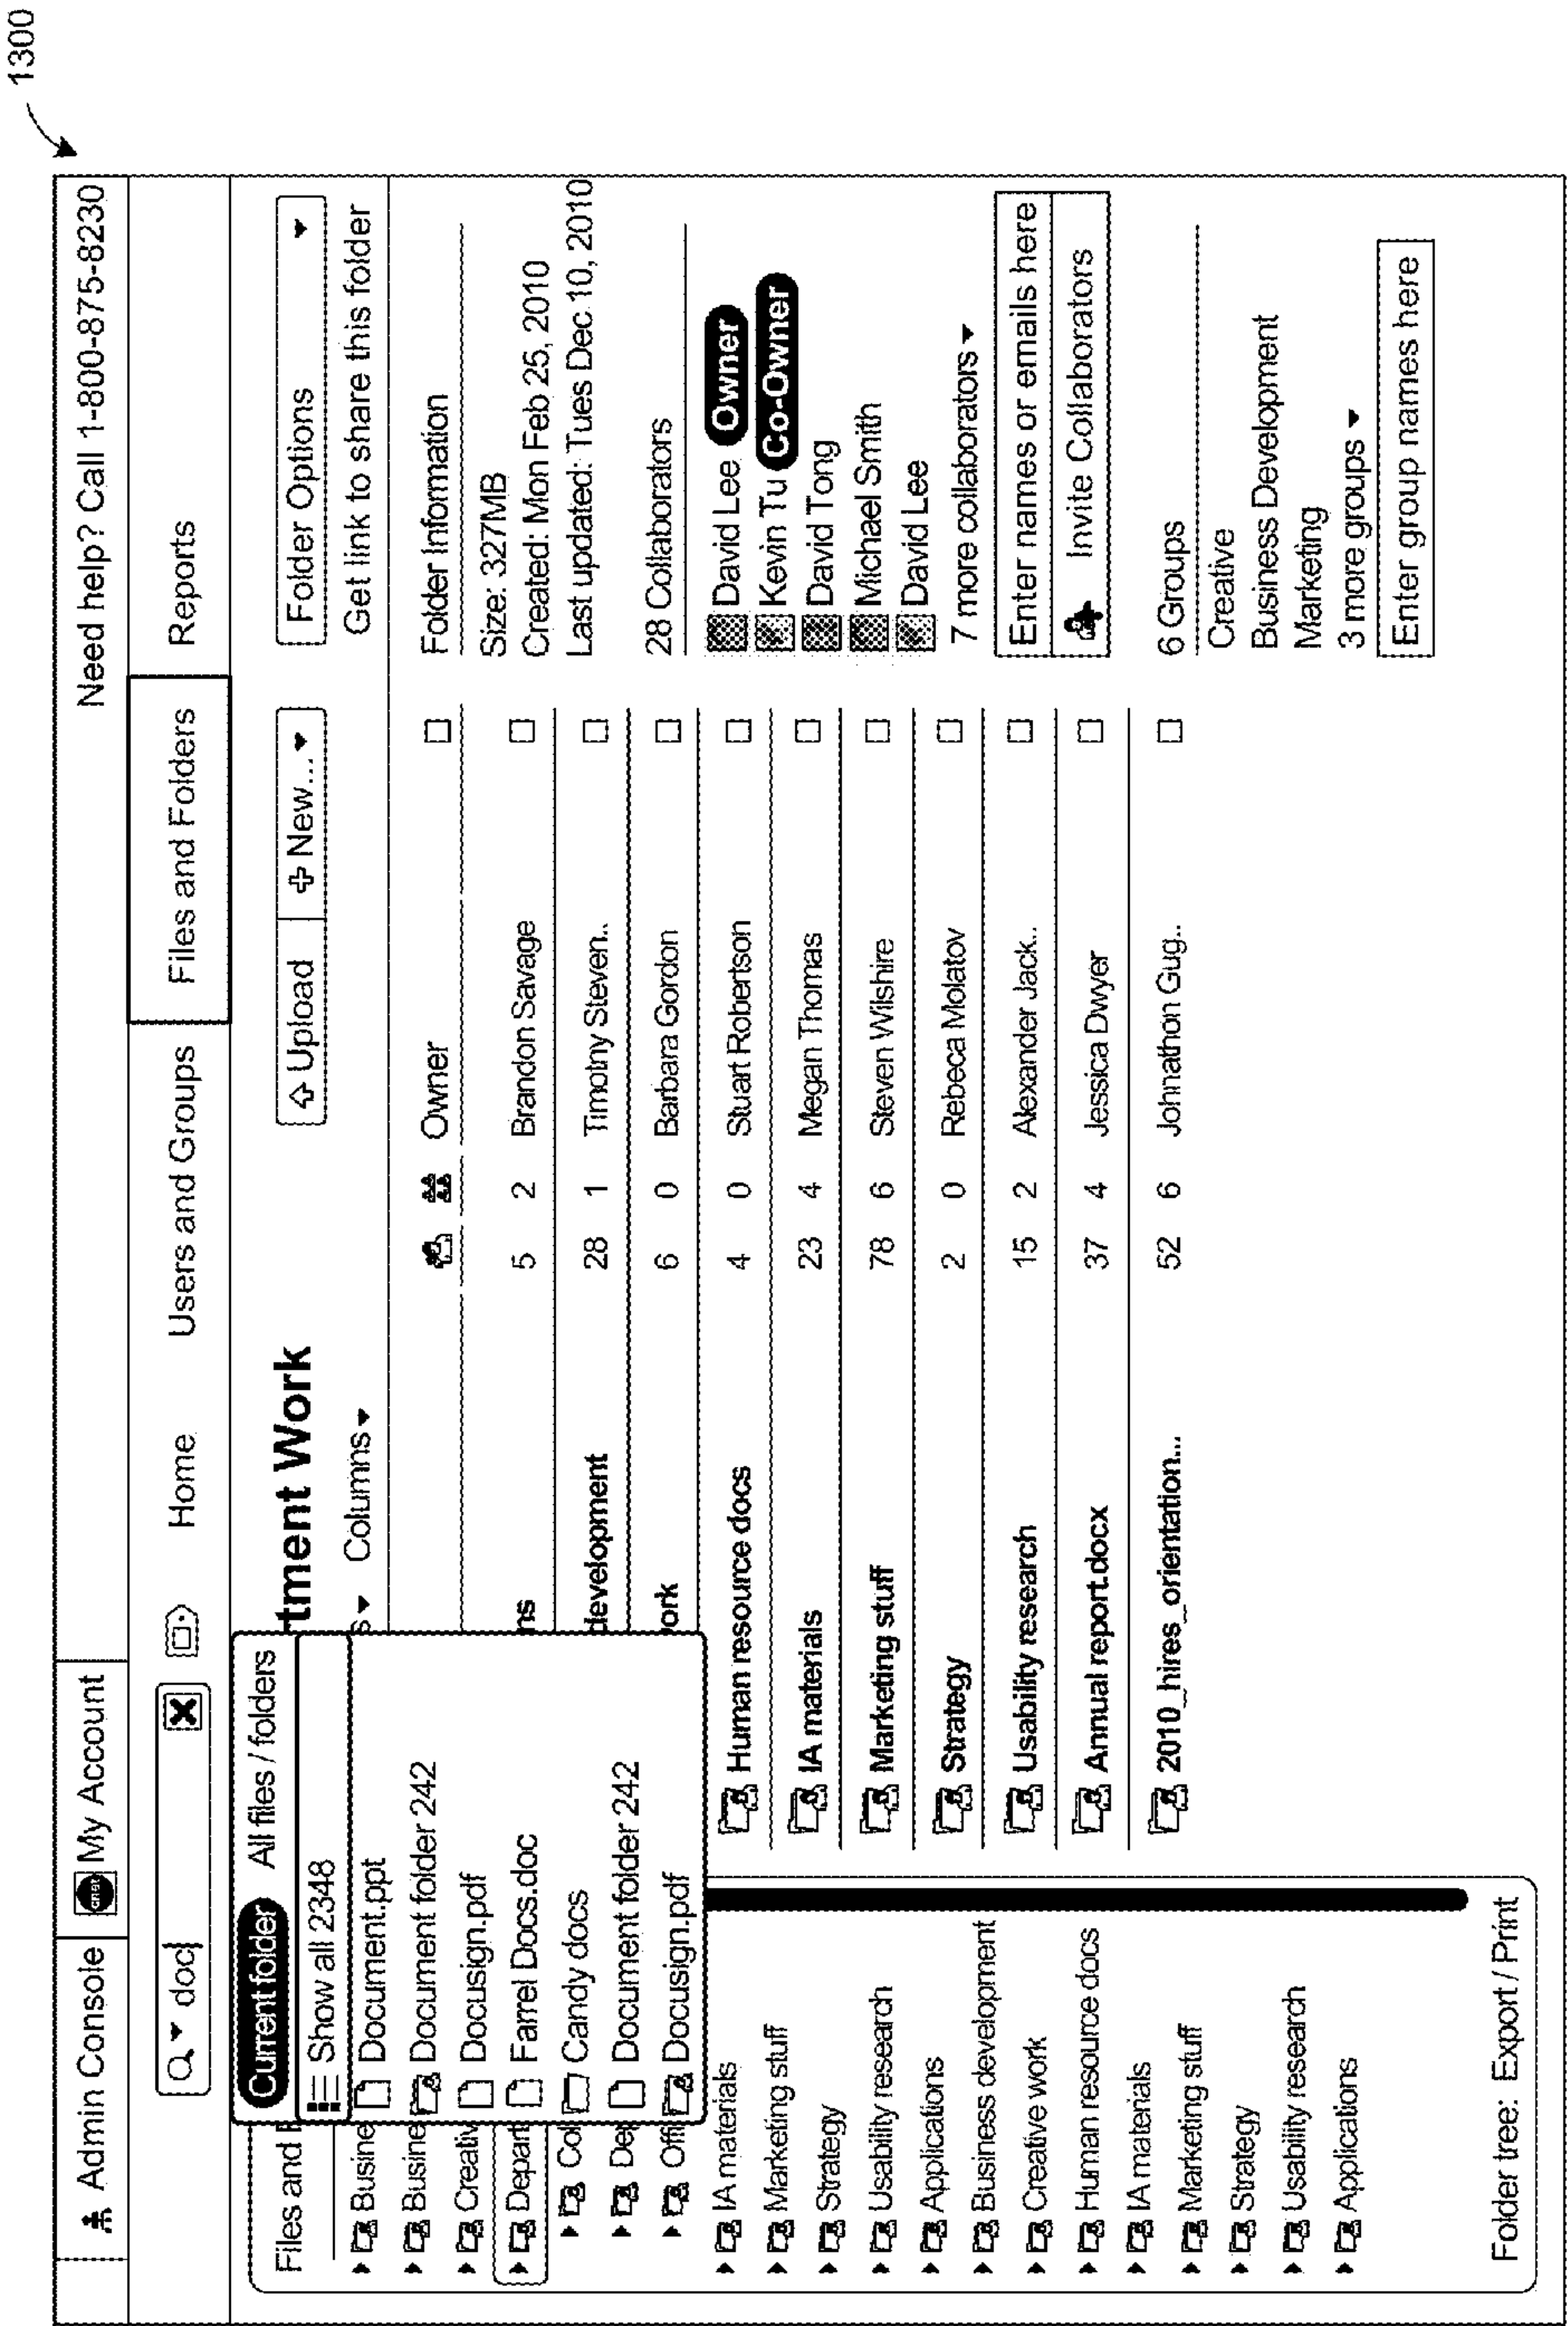 1300
Admin Console
My Account
Need help? Call 1-800-875-8230
doc
Home
Users and Groups
Files and Folders
Reports
Current folder
All files / folders
Show all 2348
Document.ppt
Document folder 242
Docusign.pdf
Farrel Docs.doc
Candy docs
Document folder 242
Docusign.pdf
Files and F
Busine
Busine
Creativ
Depart
Col
Dep
Offi
IA materials
Marketing stuff
Strategy
Usability research
Applications
Business development
Creative work
Human resource docs
IA materials
Marketing stuff
Strategy
Usability research
Applications
Folder tree: Export / Print
tment Work
Upload
New...
s Columns
Owner
ns 5 2 Brandon Savage
development 28 1 Timotny Steven..
ork 6 0 Barbara Gordon
Human resource docs 4 0 Stuart Robertson
IA materials 23 4 Megan Thomas
Marketing stuff 78 6 Steven Wilshire
Strategy 2 0 Rebeca Molatov
Usability research 15 2 Alexander Jack..
Annual report.docx 37 4 Jessica Dwyer
2010_hires_orientation... 52 6 Johnathon Gug..
Folder Options
Get link to share this folder
Folder Information
Size: 327MB
Created: Mon Feb 25, 2010
Last updated: Tues Dec 10, 2010
28 Collaborators
David Lee Owner
Kevin Tu Co-Owner
David Tong
Michael Smith
David Lee
7 more collaborators
Enter names or emails here
Invite Collaborators
6 Groups
Creative
Business Development
Marketing
3 more groups
Enter group names here